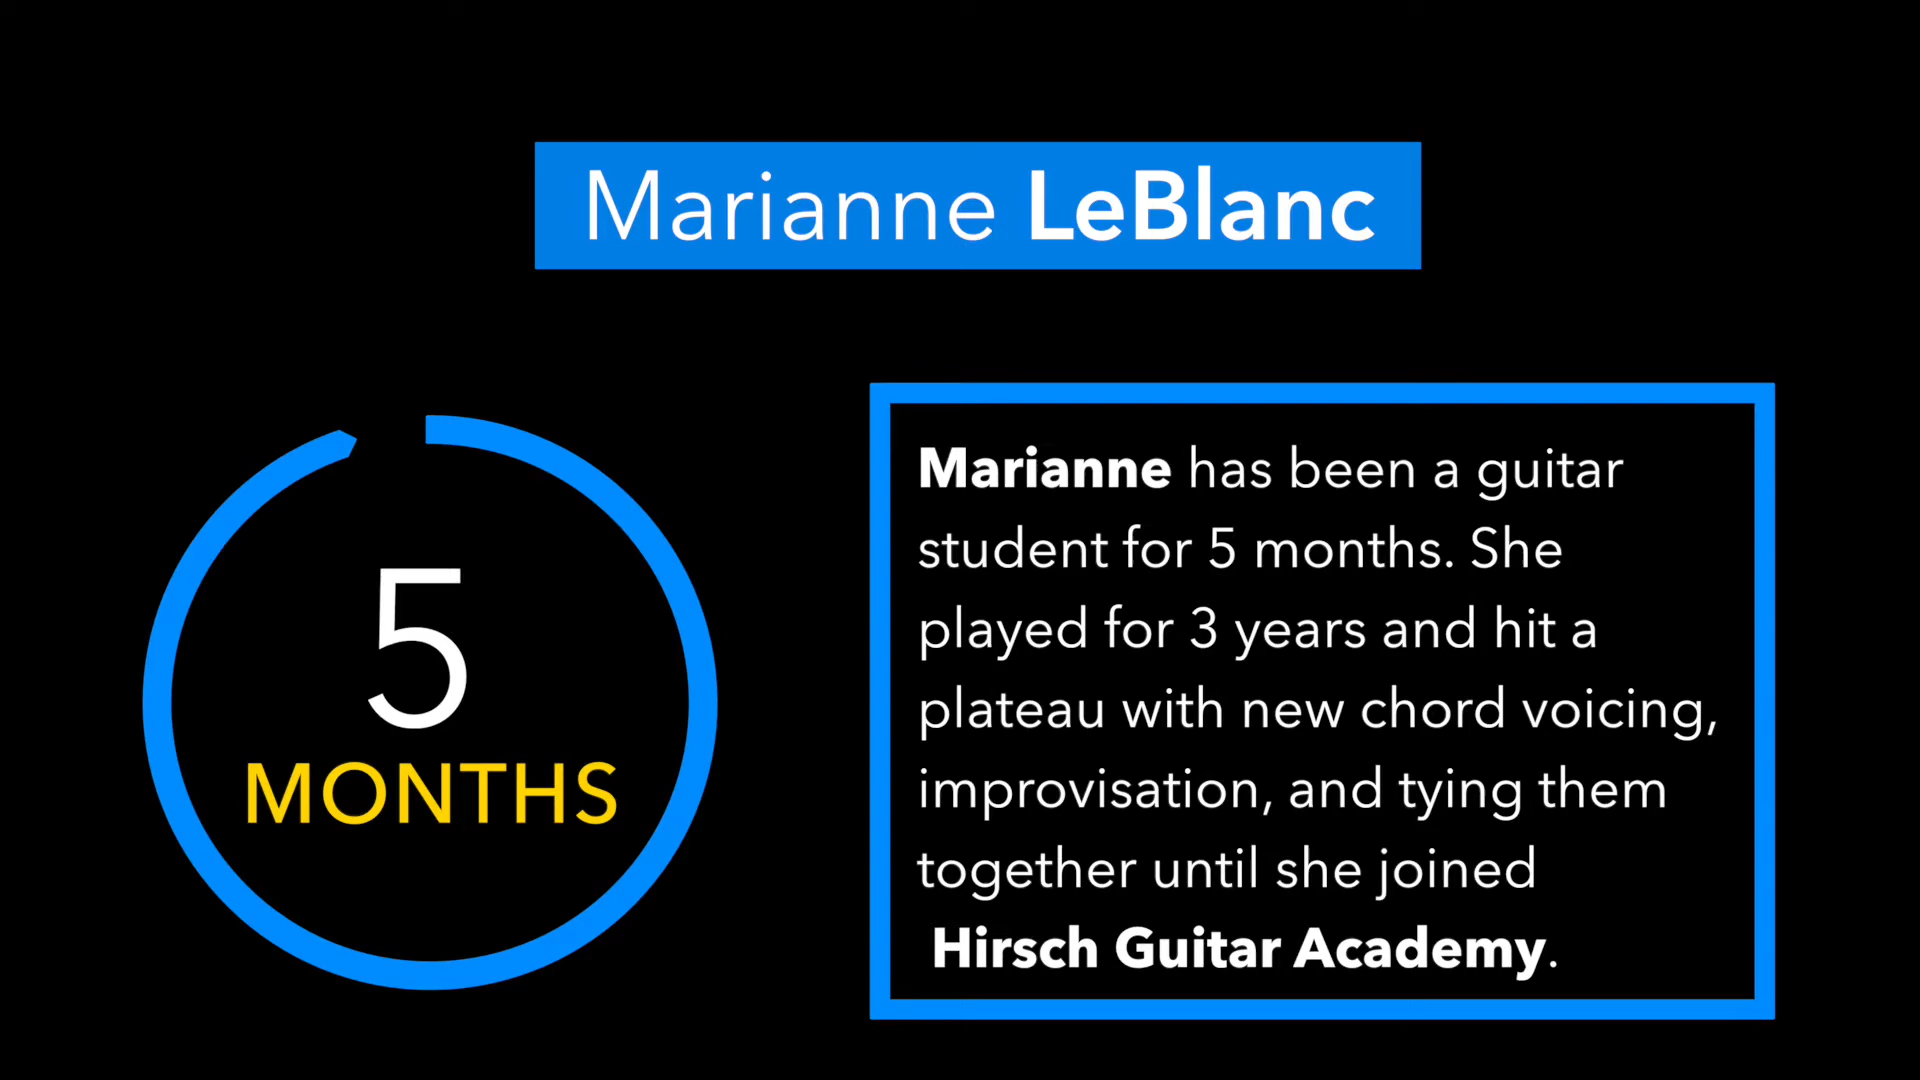 Marianne LeBlanc
5
MONTHS
Marianne has been a guitar
student for 5 months. She
played for 3 years and hit a
plateau with new chord voicing,
improvisation, and tying them
together until she joined
Hirsch Guitar Academy.